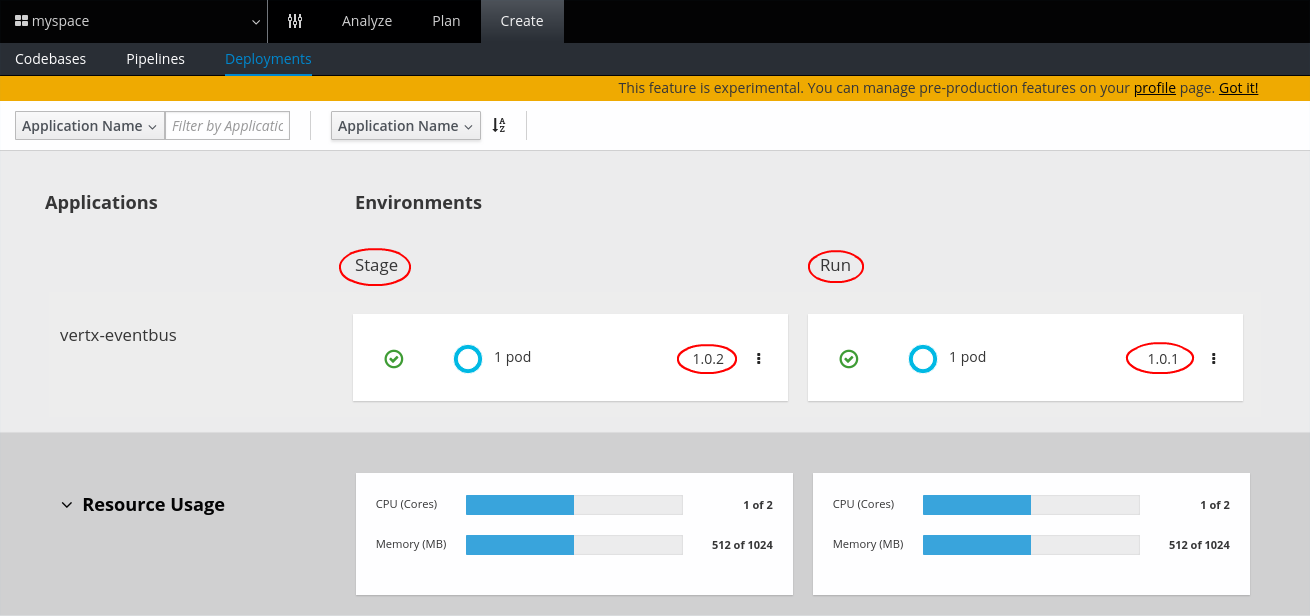 myspace Analyze Plan Create
Codebases Pipelines Deployments
This feature is experimental. You can manage pre-production features on your profile page. Got it!
Application Name Filter by Applicatic Application Name A Z
Applications Environments
Stage Run
vertx-eventbus
1 pod 1.0.2 1 pod 1.0.1
Resource Usage
CPU (Cores) 1 of 2 CPU (Cores) 1 of 2
Memory (MB) 512 of 1024 Memory (MB) 512 of 1024